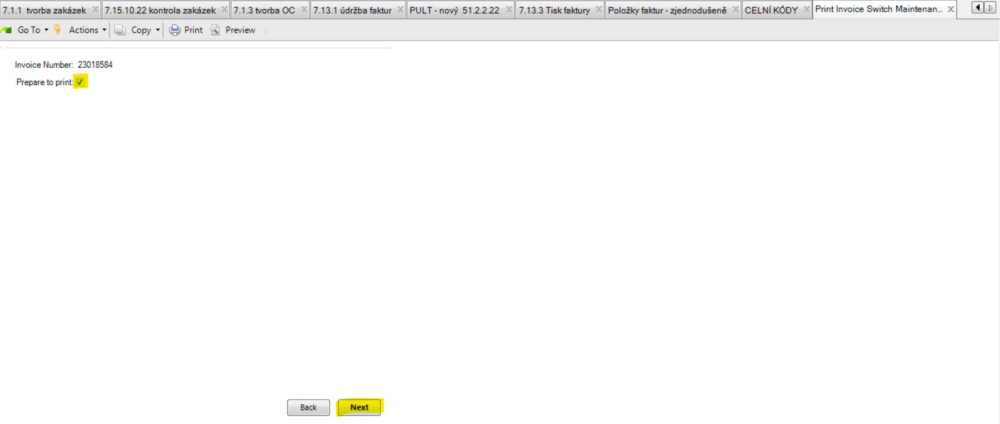 7.1.1 tvorba zakázek 7.15.10.22 kontrola zakázek 7.1.3 tvorba OC 7.13.1 údržba faktur PULT - nový 51.2.2.22 7.13.3 Tisk faktury Položky faktur - zjednodušeně CELNÍ KÓDY Print Invoice Switch Maintenan...
Go To Actions Copy Print Preview
Invoice Number: 23018584
Prepare to print:
Back Next